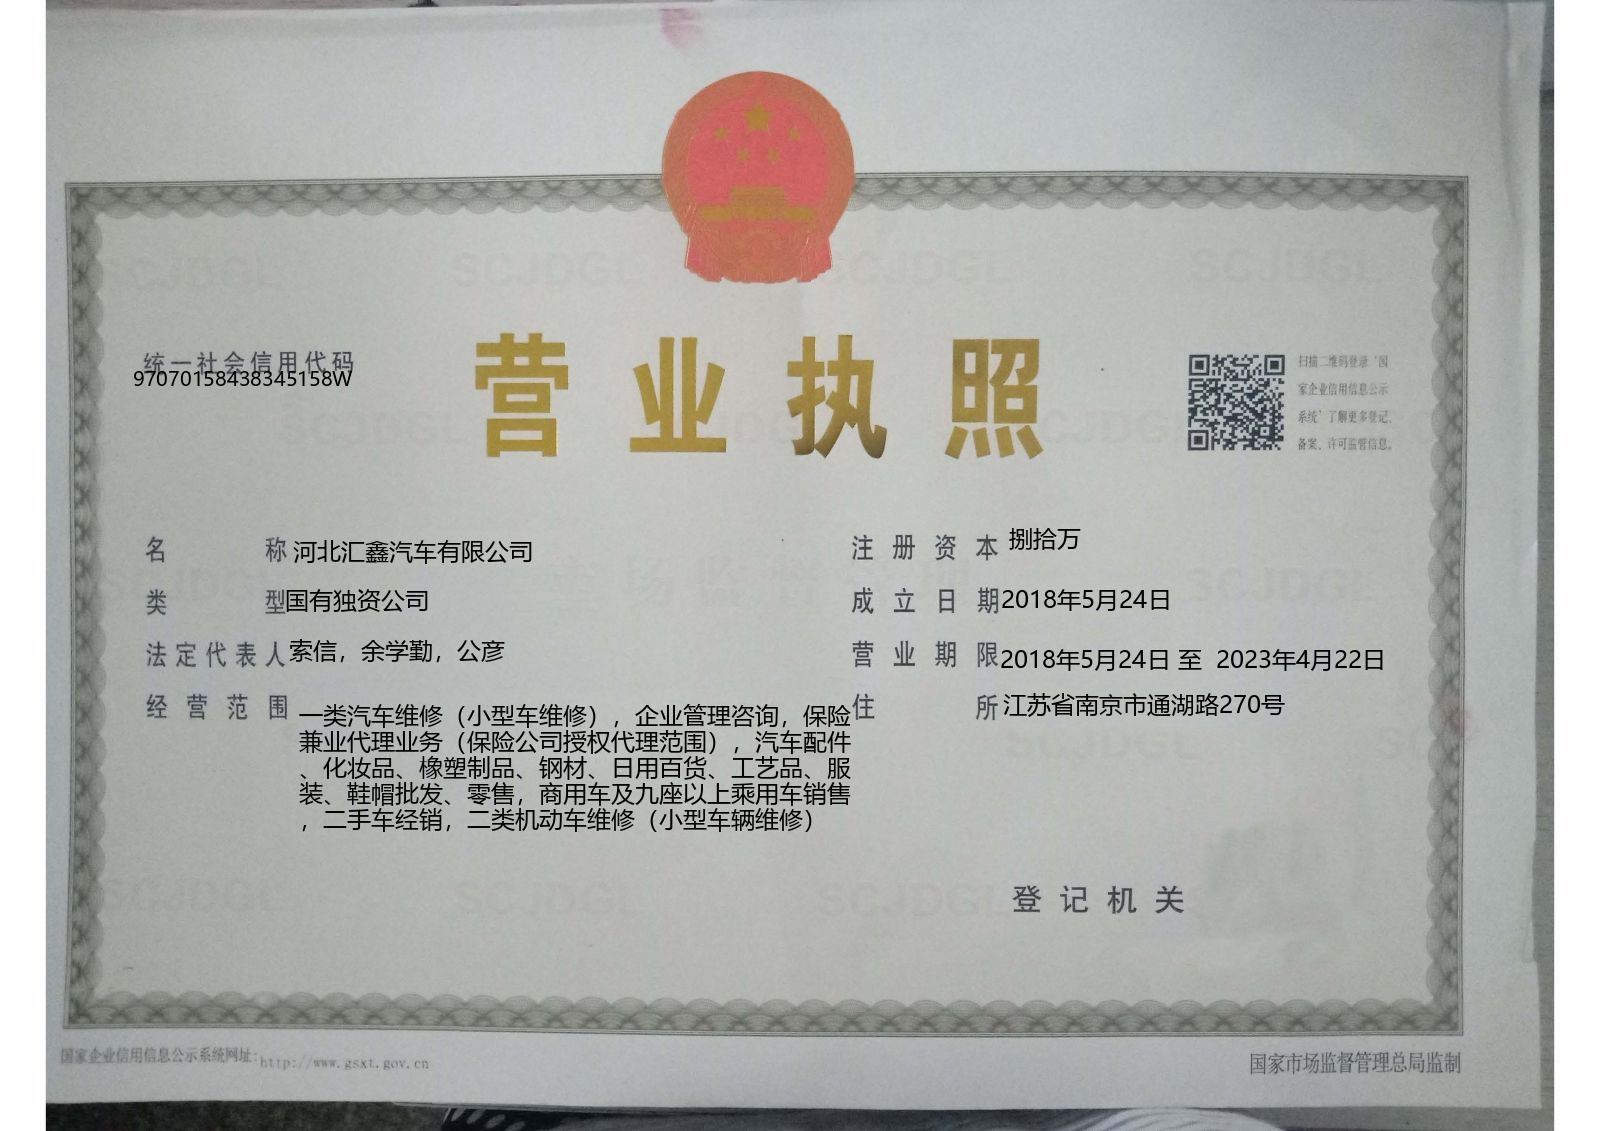 统一社会信用代码
97070158438345158W
营业执照
扫描二维码登录'国
家企业信用信息公示
系统'了解更多登记、
备案、许可监管信息。
名称 河北汇鑫汽车有限公司
类型 国有独资公司
法定代表人 索信，余学勤，公彦
经营范围 一类汽车维修（小型车维修），企业管理咨询，保险
兼业代理业务（保险公司授权代理范围），汽车配件
、化妆品、橡塑制品、钢材、日用百货、工艺品、服
装、鞋帽批发、零售，商用车及九座以上乘用车销售
，二手车经销，二类机动车维修（小型车辆维修）
注册资本 捌拾万
成立日期 2018年5月24日
营业期限 2018年5月24日 至 2023年4月22日
住所 江苏省南京市通湖路270号
登记机关
国家企业信用信息公示系统网址：http://www.gsxt.gov.cn
国家市场监督管理总局监制